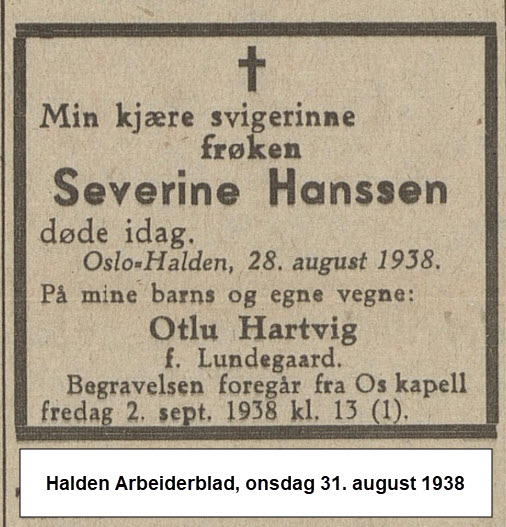 Min kjære svigerinne
frøken
Severine Hanssen
døde idag.
Oslo-Halden, 28. august 1938.
På mine barns og egne vegne:
Otlu Hartvig
f. Lundegaard.
Begravelsen foregår fra Os kapell
fredag 2. sept. 1938 kl. 13 (1).
Halden Arbeiderblad, onsdag 31. august 1938